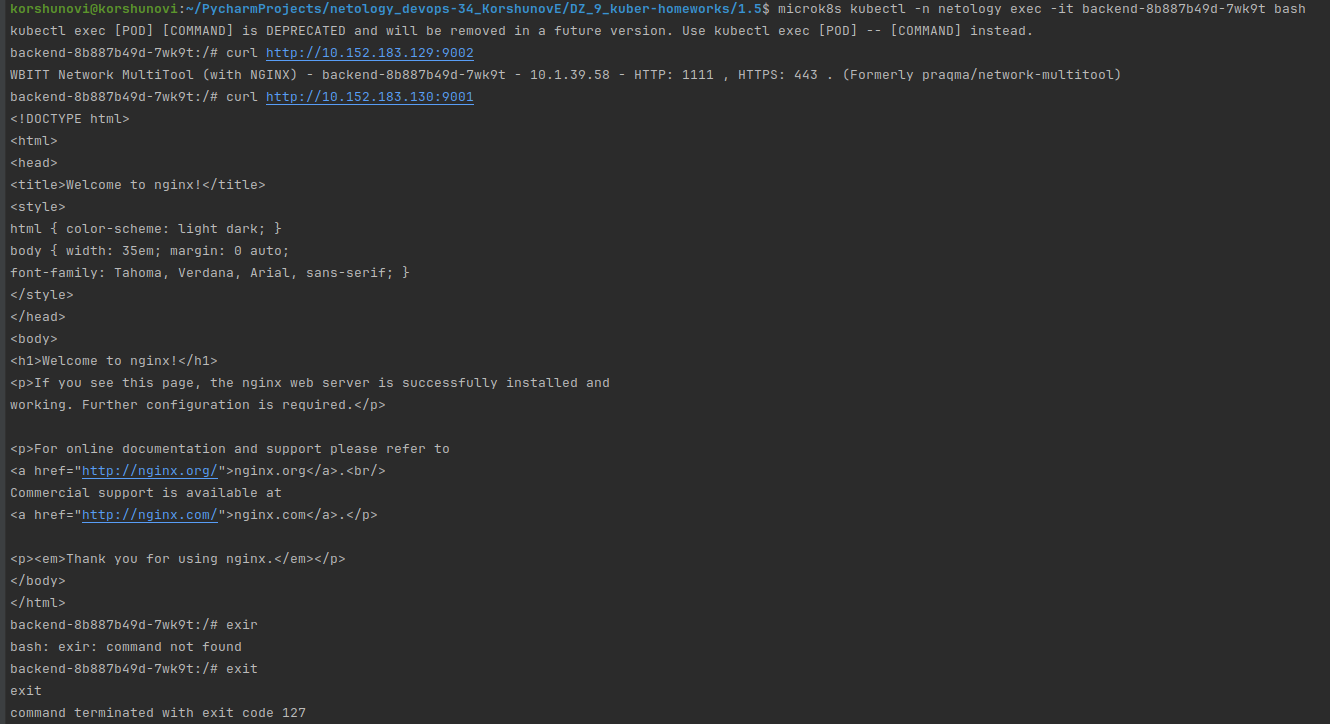 korshunovi@korshunovi:~/PycharmProjects/netology_devops-34_KorshunovE/DZ_9_kuber-homeworks/1.5$ microk8s kubectl -n netology exec -it backend-8b887b49d-7wk9t bash
kubectl exec [POD] [COMMAND] is DEPRECATED and will be removed in a future version. Use kubectl exec [POD] -- [COMMAND] instead.
backend-8b887b49d-7wk9t:/# curl http://10.152.183.129:9002
WBITT Network MultiTool (with NGINX) - backend-8b887b49d-7wk9t - 10.1.39.58 - HTTP: 1111 , HTTPS: 443 . (Formerly praqma/network-multitool)
backend-8b887b49d-7wk9t:/# curl http://10.152.183.130:9001
<!DOCTYPE html>
<html>
<head>
<title>Welcome to nginx!</title>
<style>
html { color-scheme: light dark; }
body { width: 35em; margin: 0 auto;
font-family: Tahoma, Verdana, Arial, sans-serif; }
</style>
</head>
<body>
<h1>Welcome to nginx!</h1>
<p>If you see this page, the nginx web server is successfully installed and
working. Further configuration is required.</p>

<p>For online documentation and support please refer to
<a href="http://nginx.org/">nginx.org</a>.<br/>
Commercial support is available at
<a href="http://nginx.com/">nginx.com</a>.</p>

<p><em>Thank you for using nginx.</em></p>
</body>
</html>
backend-8b887b49d-7wk9t:/# exir
bash: exir: command not found
backend-8b887b49d-7wk9t:/# exit
exit
command terminated with exit code 127